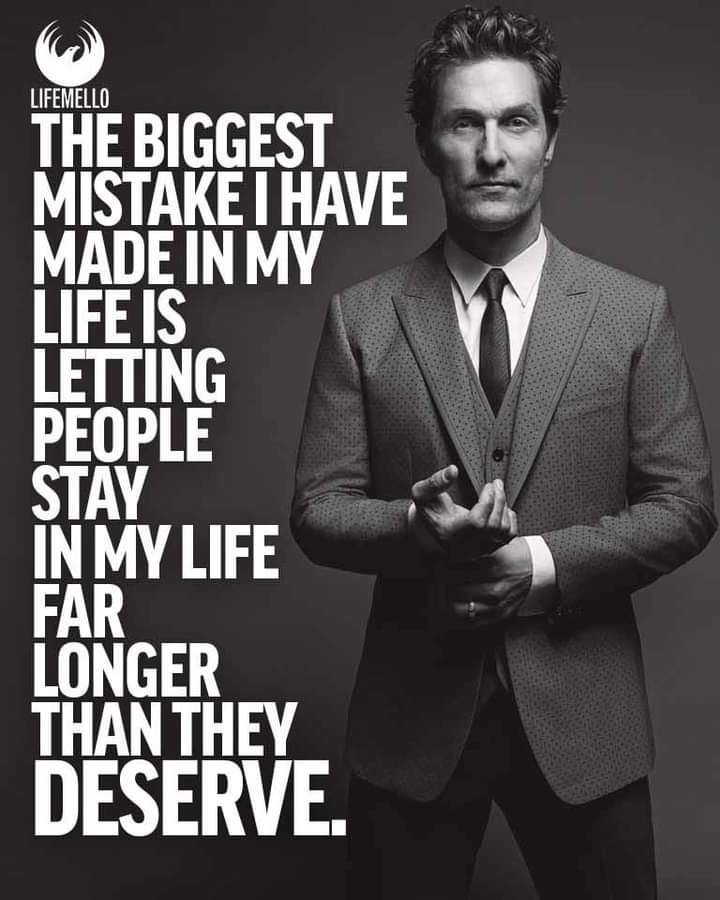 LIFEMELLO
THE BIGGEST
MISTAKE I HAVE
MADE IN MY
LIFE IS
LETTING
PEOPLE
STAY
IN MY LIFE
FAR
LONGER
THAN THEY
DESERVE.